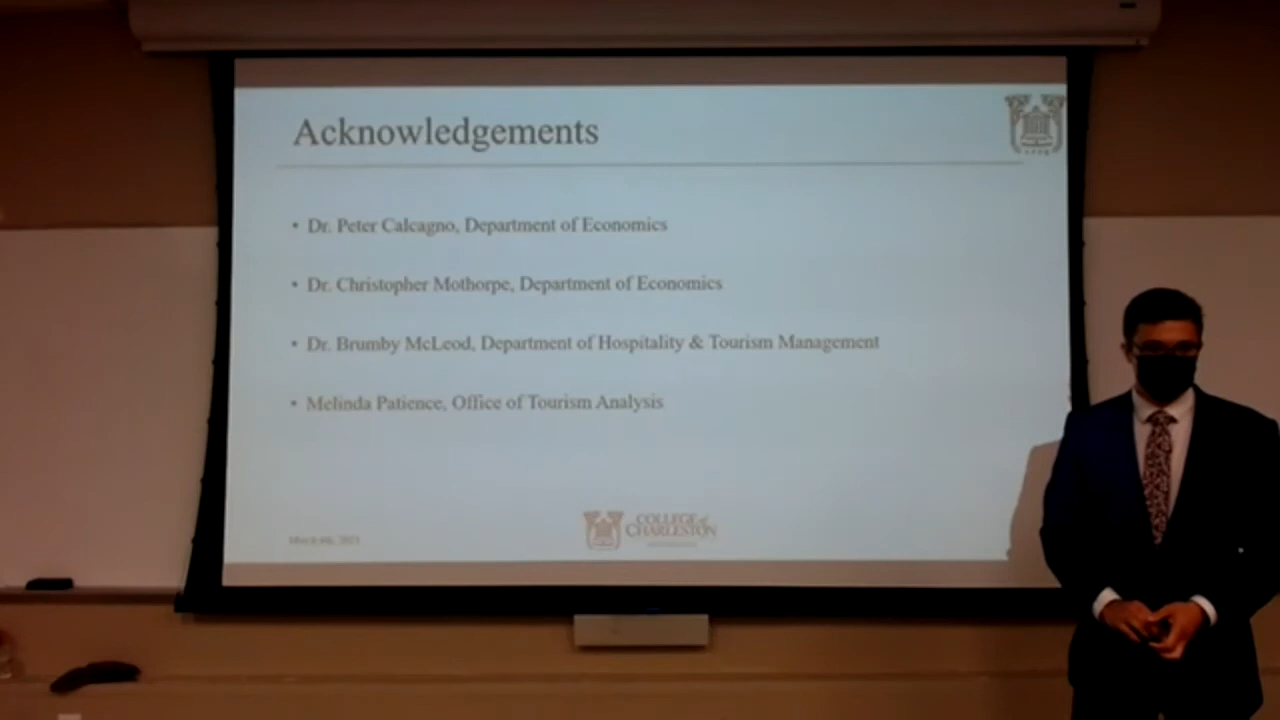 Acknowledgements
• Dr. Peter Calcagno, Department of Economics
• Dr. Christopher Mothorpe, Department of Economics
• Dr. Brumby McLeod, Department of Hospitality & Tourism Management
• Melinda Patience, Office of Tourism Analysis
COLLEGE of
CHARLESTON